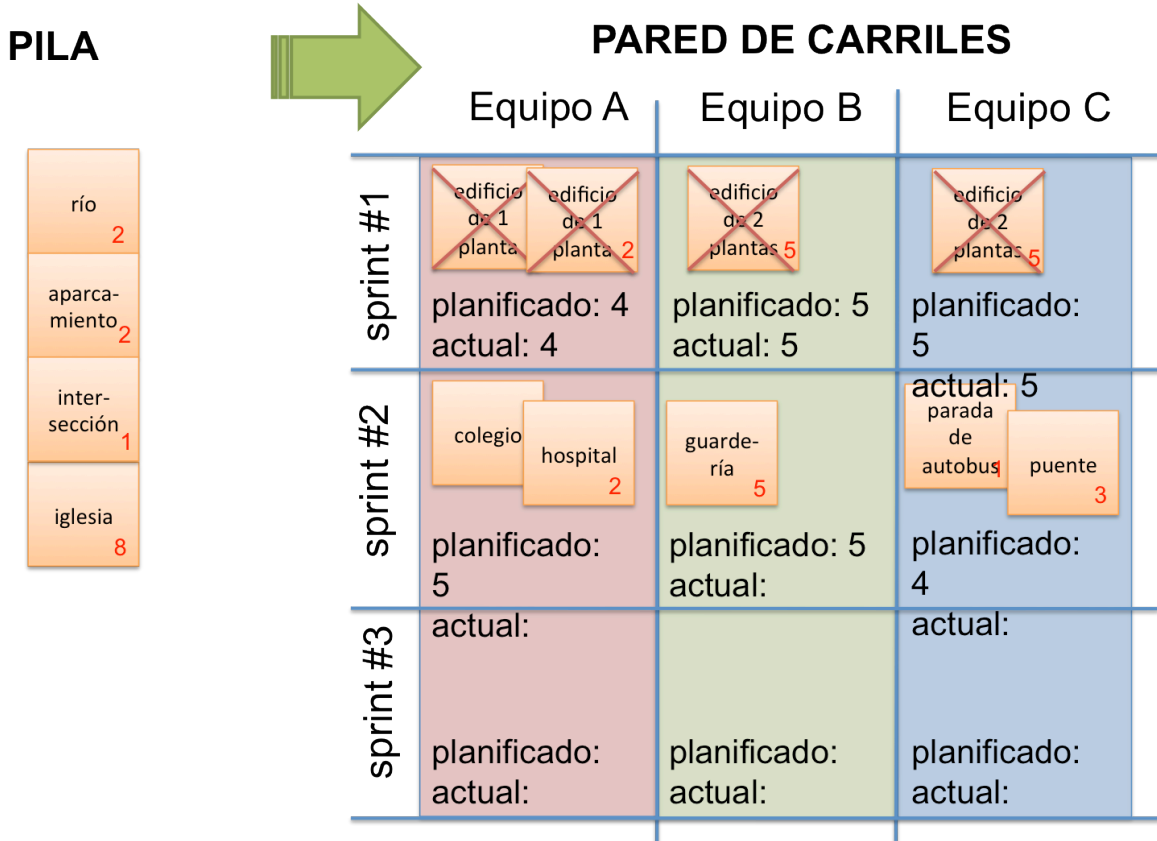 PILA
PARED DE CARRILES
Equipo A
Equipo B
Equipo C
río
2
aparca-
miento
2
inter-
sección
1
iglesia
8
sprint #1
edificio
de 1
planta
edificio
de 1
planta
2
planificado: 4
actual: 4
edificio
de 2
plantas
5
planificado: 5
actual: 5
edificio
de 2
plantas
5
planificado:
5
actual: 5
sprint #2
colegio
hospital
2
planificado:
5
actual:
guarde-
ría
5
planificado: 5
actual:
parada
de
autobus
1
puente
3
planificado:
4
actual:
sprint #3
planificado:
actual:
planificado:
actual:
planificado:
actual: